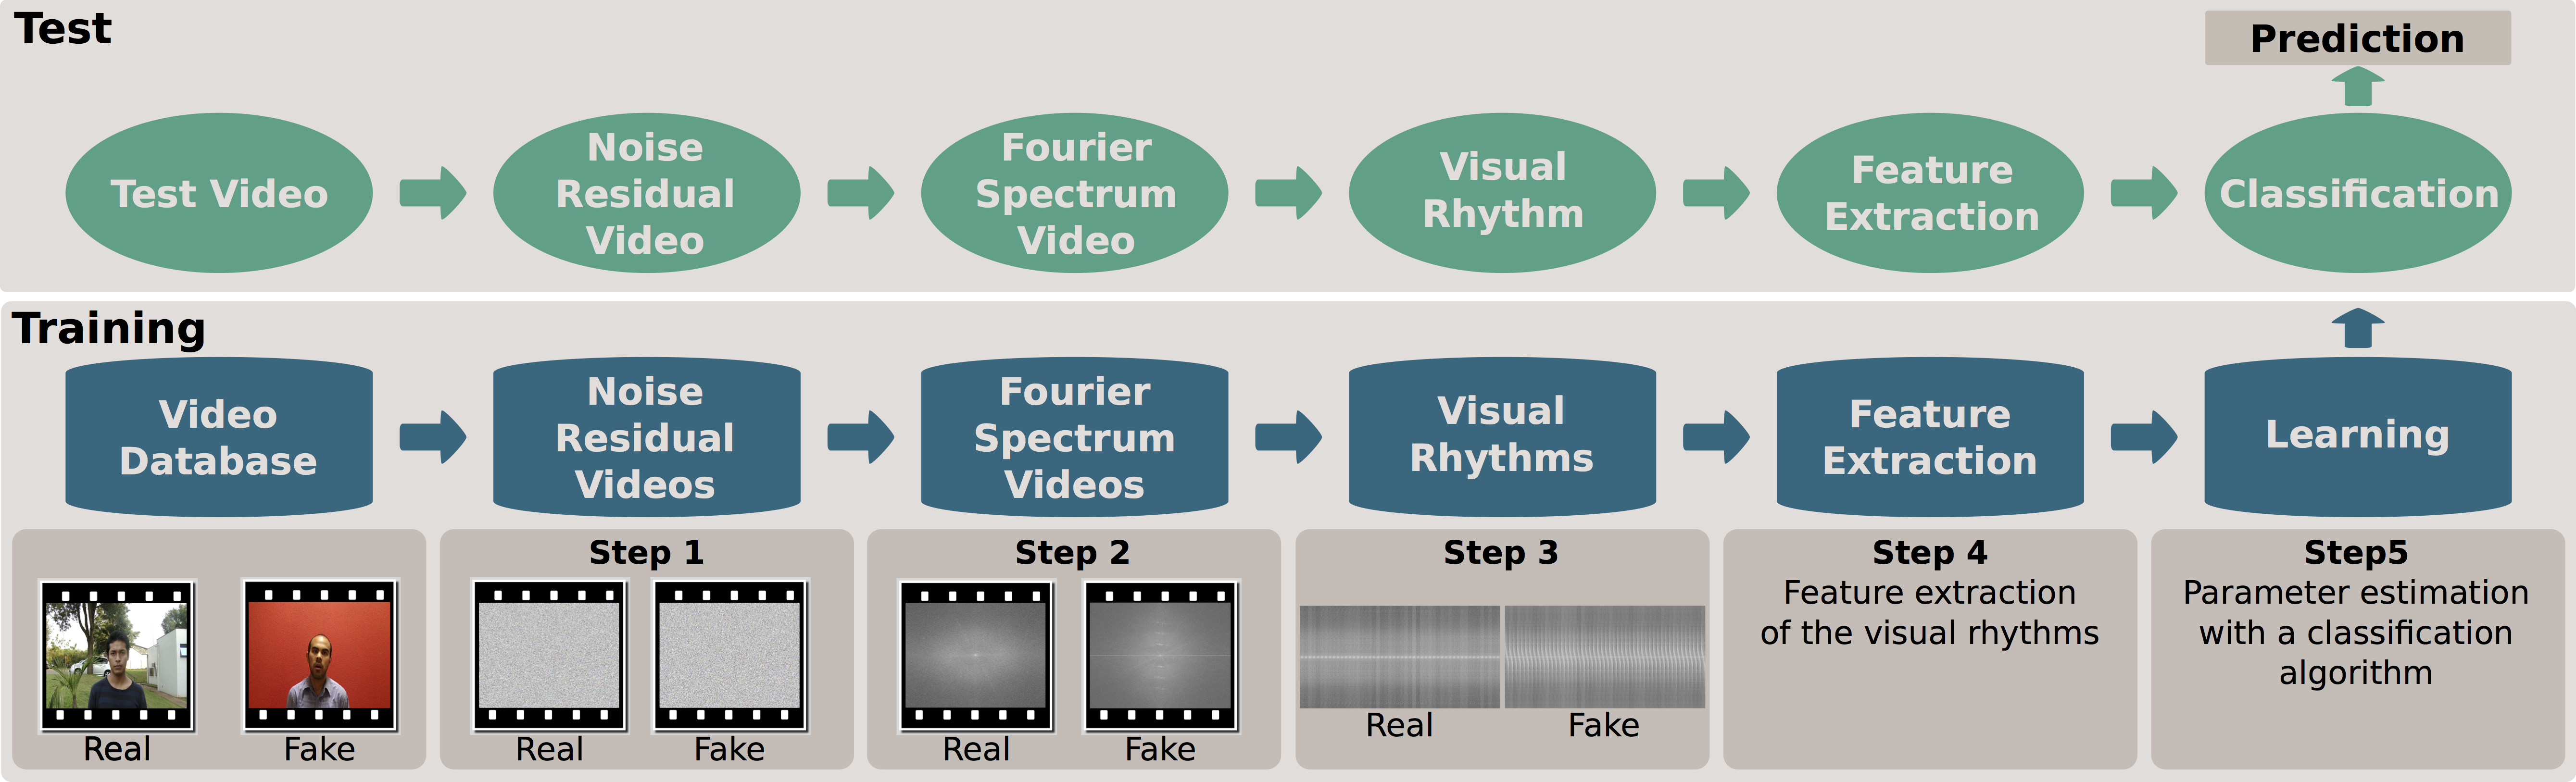 Test
Prediction
Test Video
Noise
Residual
Video
Fourier
Spectrum
Video
Visual
Rhythm
Feature
Extraction
Classification
Training
Video
Database
Noise
Residual
Videos
Fourier
Spectrum
Videos
Visual
Rhythms
Feature
Extraction
Learning
Real
Fake
Step 1
Real
Fake
Step 2
Real
Fake
Step 3
Real
Fake
Step 4
Feature extraction
of the visual rhythms
Step5
Parameter estimation
with a classification
algorithm